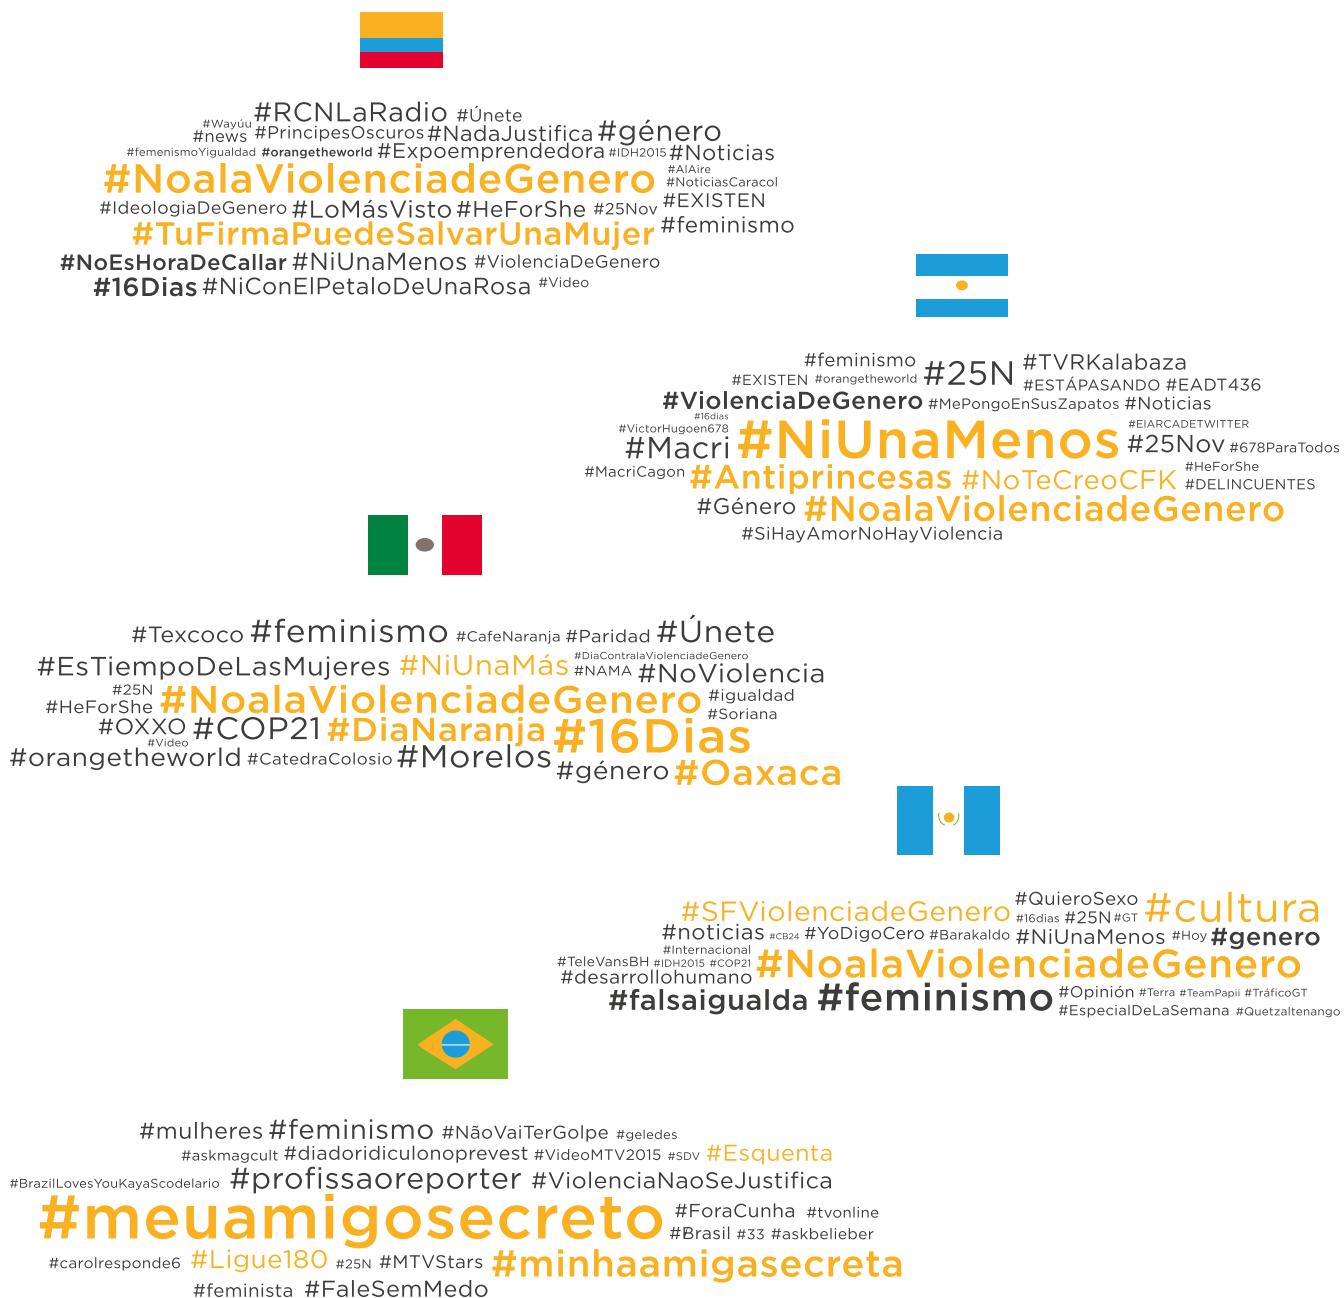 #RCNLaRadio #Únete
#Wayúu
#news #PrincipesOscuros #NadaJustifica #género
#femenismoYigualdad #orangetheworld #Expoemprendedora #IDH2015 #Noticias
#NoalaViolenciadeGenero #AlAire
#NoticiasCaracol
#IdeologiaDeGenero #LoMásVisto #HeForShe #25Nov #EXISTEN
#TuFirmaPuedeSalvarUnaMujer #feminismo
#NoEsHoraDeCallar #NiUnaMenos #ViolenciaDeGenero
#16Dias #NiConElPetaloDeUnaRosa #Video
#feminismo #25N #TVRKalabaza
#EXISTEN #orangetheworld #ESTÁPASANDO #EADT436
#ViolenciaDeGenero #MePongoEnSusZapatos #Noticias
#16dias
#VictorHugoen678 #ElARCADETWITTER
#Macri #NiUnaMenos #25Nov #678ParaTodos
#MacriCagon #Antiprincesas #NoTeCreoCFK #HeForShe
#DELINCUENTES
#Género #NoalaViolenciadeGenero
#SiHayAmorNoHayViolencia
#Texcoco #feminismo #CafeNaranja #Paridad #Únete
#EsTiempoDeLasMujeres #NiUnaMás #DiaContralaViolenciadeGenero
#NAMA #NoViolencia
#25N
#HeForShe #NoalaViolenciadeGenero #igualdad
#Soriana
#OXXO #COP21 #DiaNaranja #16Dias
#Video
#orangetheworld #CatedraColosio #Morelos
#género #Oaxaca
#SFViolenciadeGenero #QuieroSexo #cultura
#16dias #25N #GT
#noticias #CB24 #YoDigoCero #Barakaldo #NiUnaMenos #Hoy #genero
#Internacional
#TeleVansBH #IDH2015 #COP21 #NoalaViolenciadeGenero
#desarrollohumano
#falsaigualda #feminismo #Opinión #Terra #TeamPapii #TráficoGT
#EspecialDeLaSemana #Quetzaltenango
#mulheres #feminismo #NãoVaiTerGolpe #geledes
#askmagcult #diadoridiculonoprevest #VideoMTV2015 #SDV #Esquenta
#BrazilLovesYouKayaScodelario #profissaoreporter #ViolenciaNaoSeJustifica
#meuamigosecreto #ForaCunha #tvonline
#Brasil #33 #askbelieber
#carolresponde6 #Ligue180 #25N #MTVStars #minhaamigasecreta
#feminista #FaleSemMedo